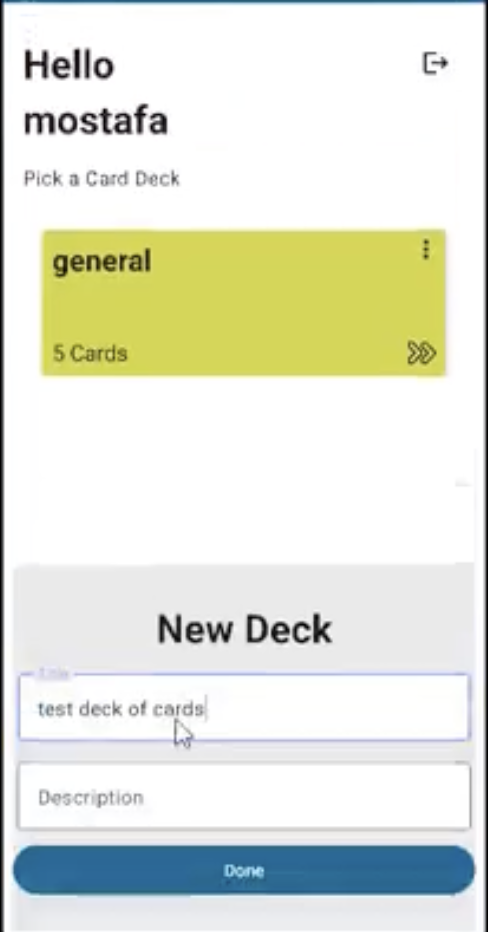 Hello
mostafa
Pick a Card Deck
general
5 Cards
New Deck
Title
test deck of cards
Description
Done